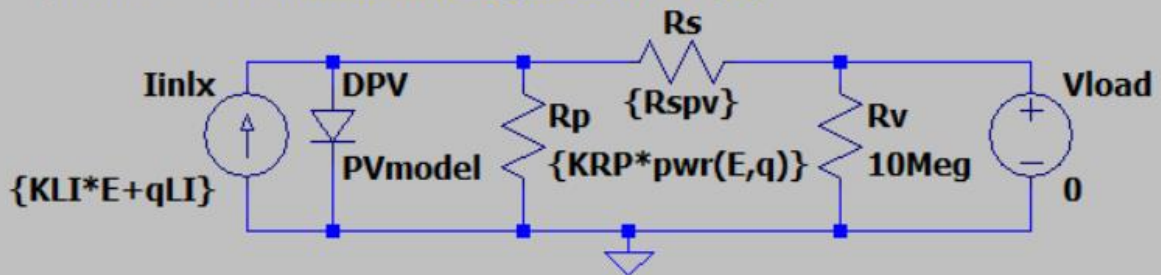 Rs
Iinlx
DPV
Vload
{Rspv}
Rp
Rv
PVmodel
{KRP*pwr(E,q)}
10Meg
{KLI*E+qLI}
0